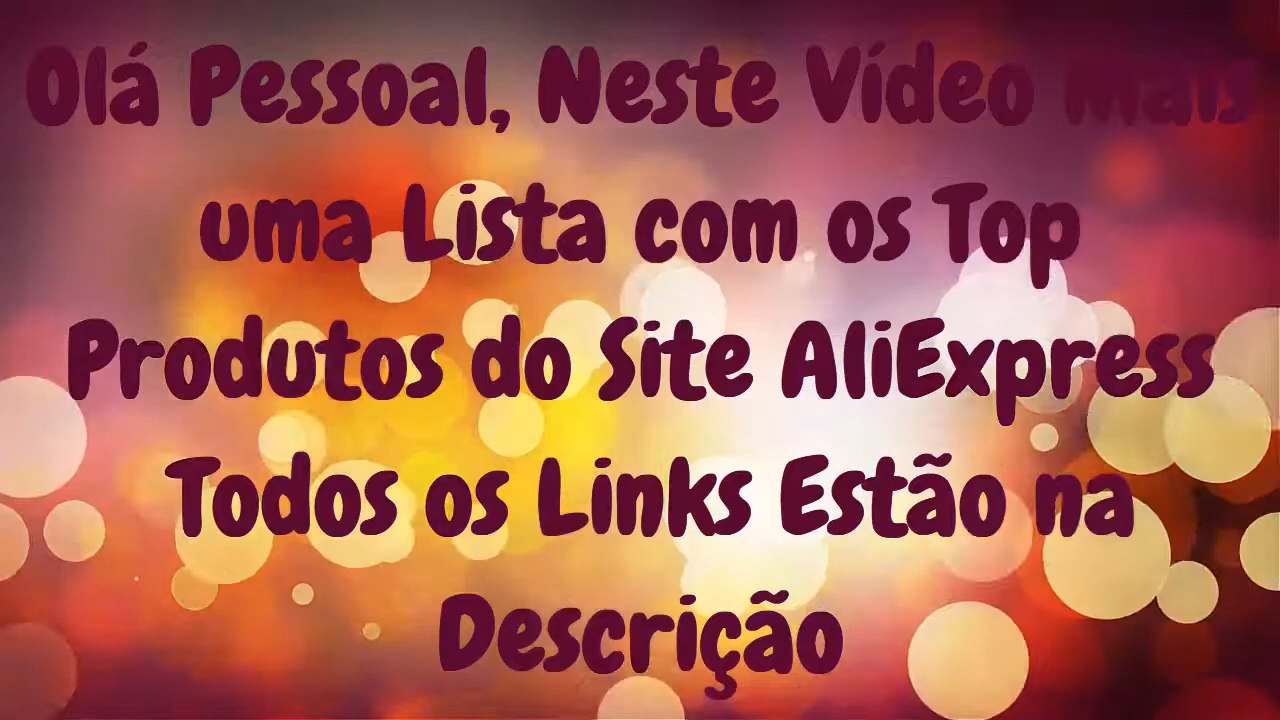 Olá Pessoal, Neste Vídeo Mais
uma Lista com os Top
Produtos do Site AliExpress
Todos os Links Estão na
Descrição